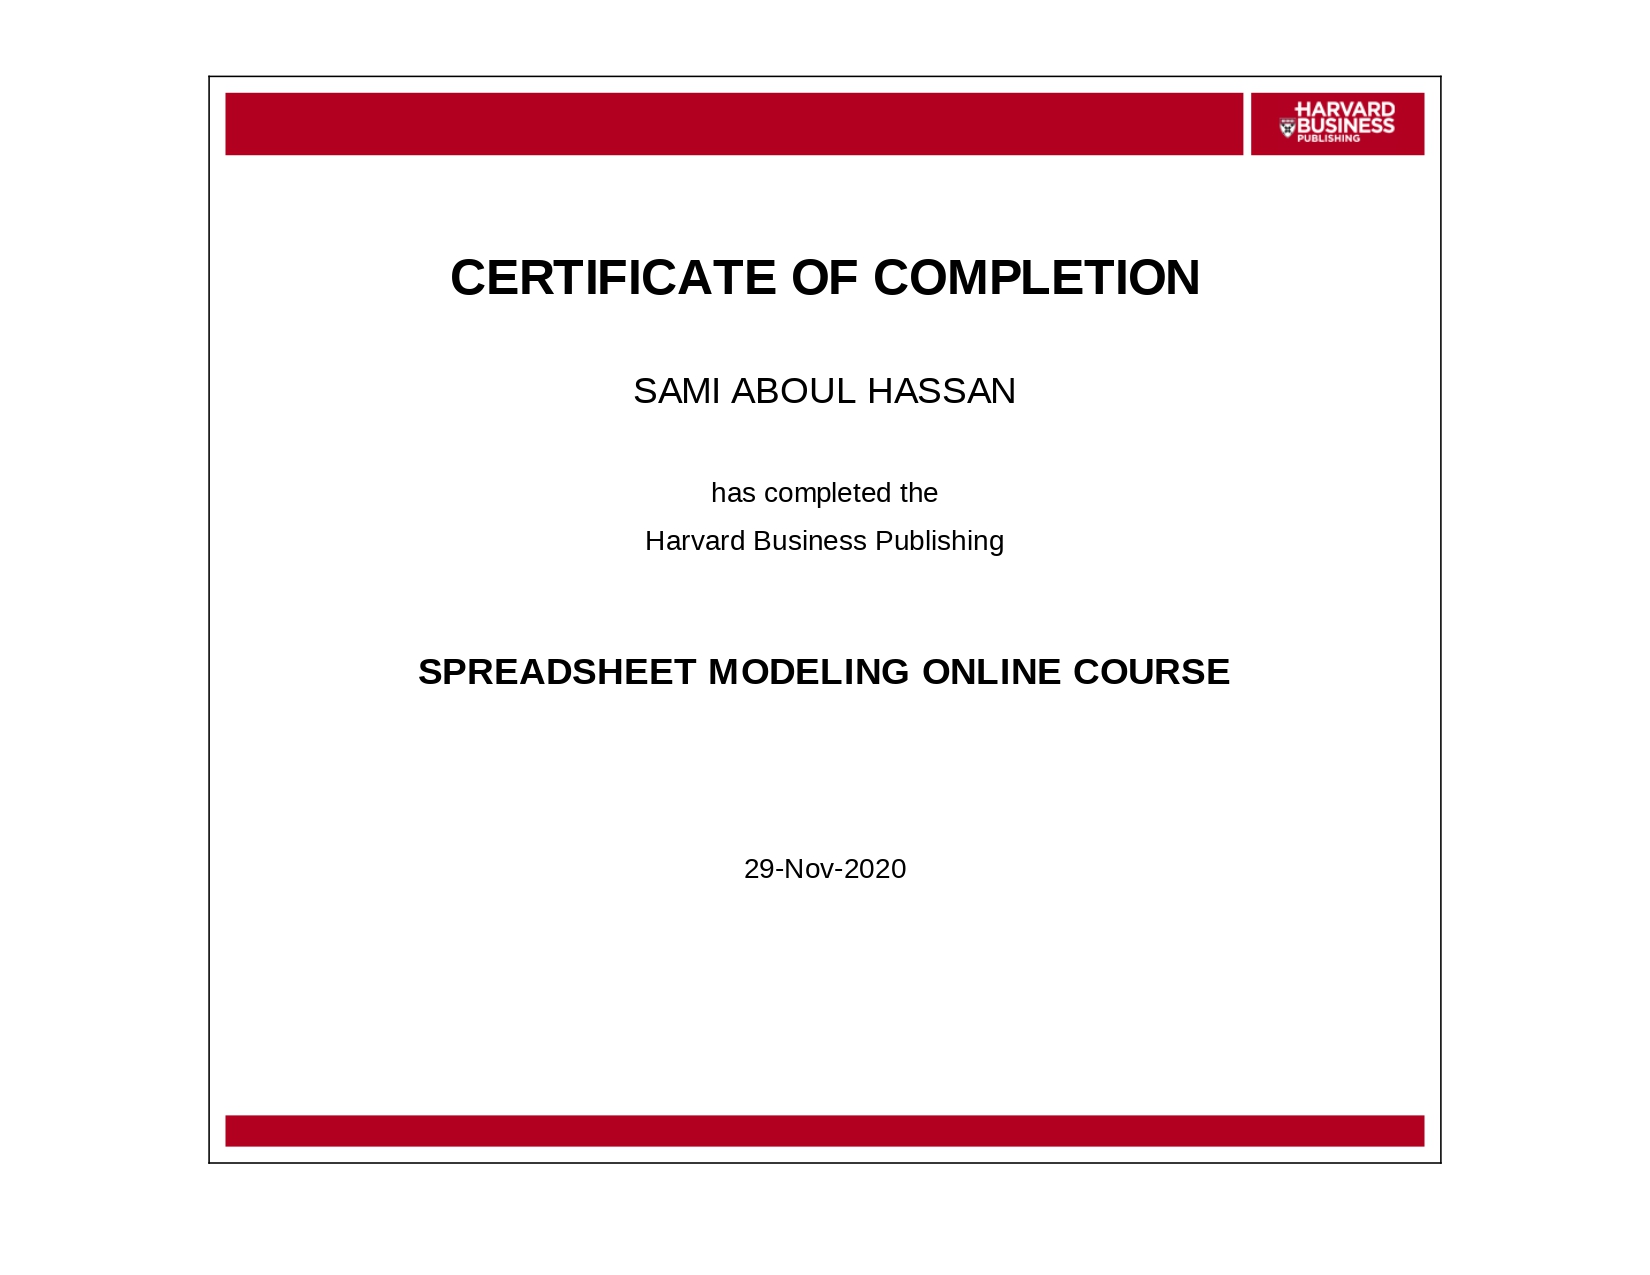 HARVARD
BUSINESS
PUBLISHING
CERTIFICATE OF COMPLETION
SAMI ABOUL HASSAN
has completed the
Harvard Business Publishing
SPREADSHEET MODELING ONLINE COURSE
29-Nov-2020